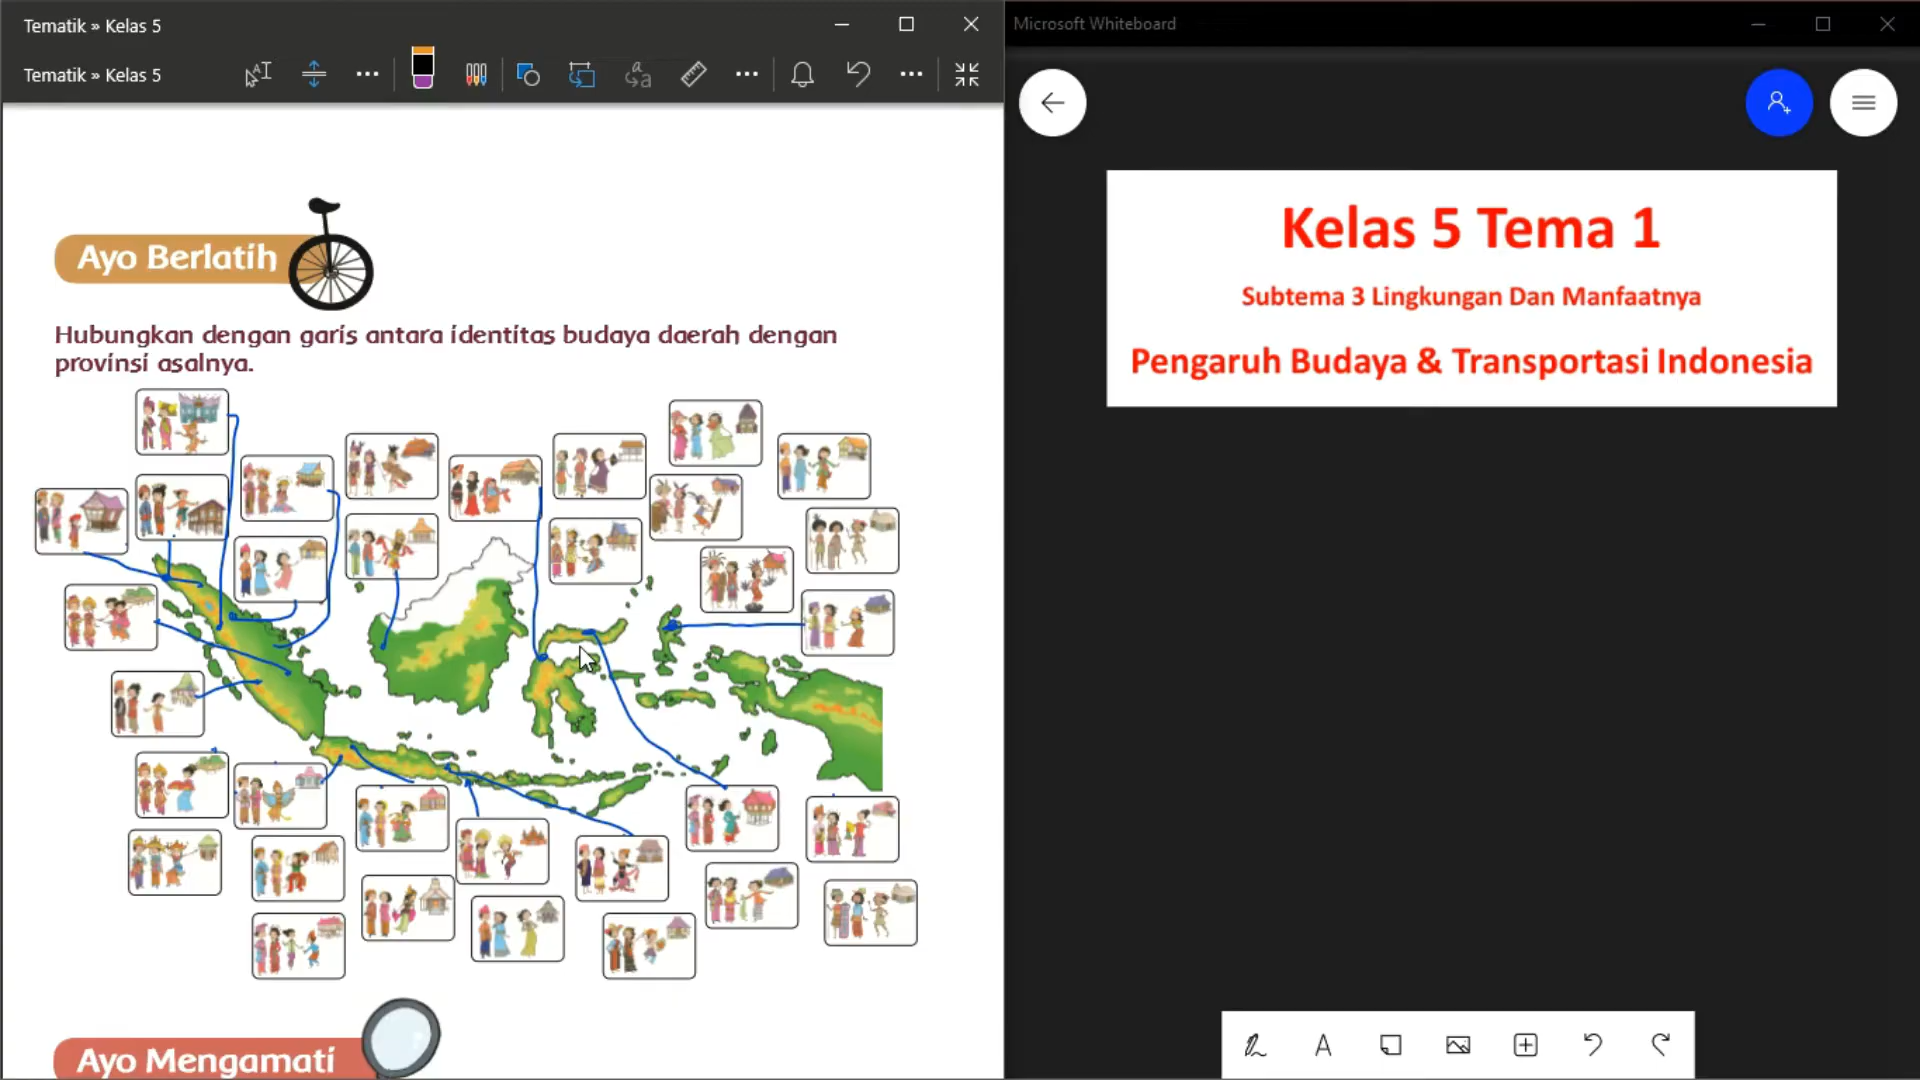 Tematik » Kelas 5
Tematik » Kelas 5
Ayo Berlatih
Hubungkan dengan garis antara identitas budaya daerah dengan
provinsi asalnya.
Ayo Mengamati
Microsoft Whiteboard
Kelas 5 Tema 1
Subtema 3 Lingkungan Dan Manfaatnya
Pengaruh Budaya & Transportasi Indonesia